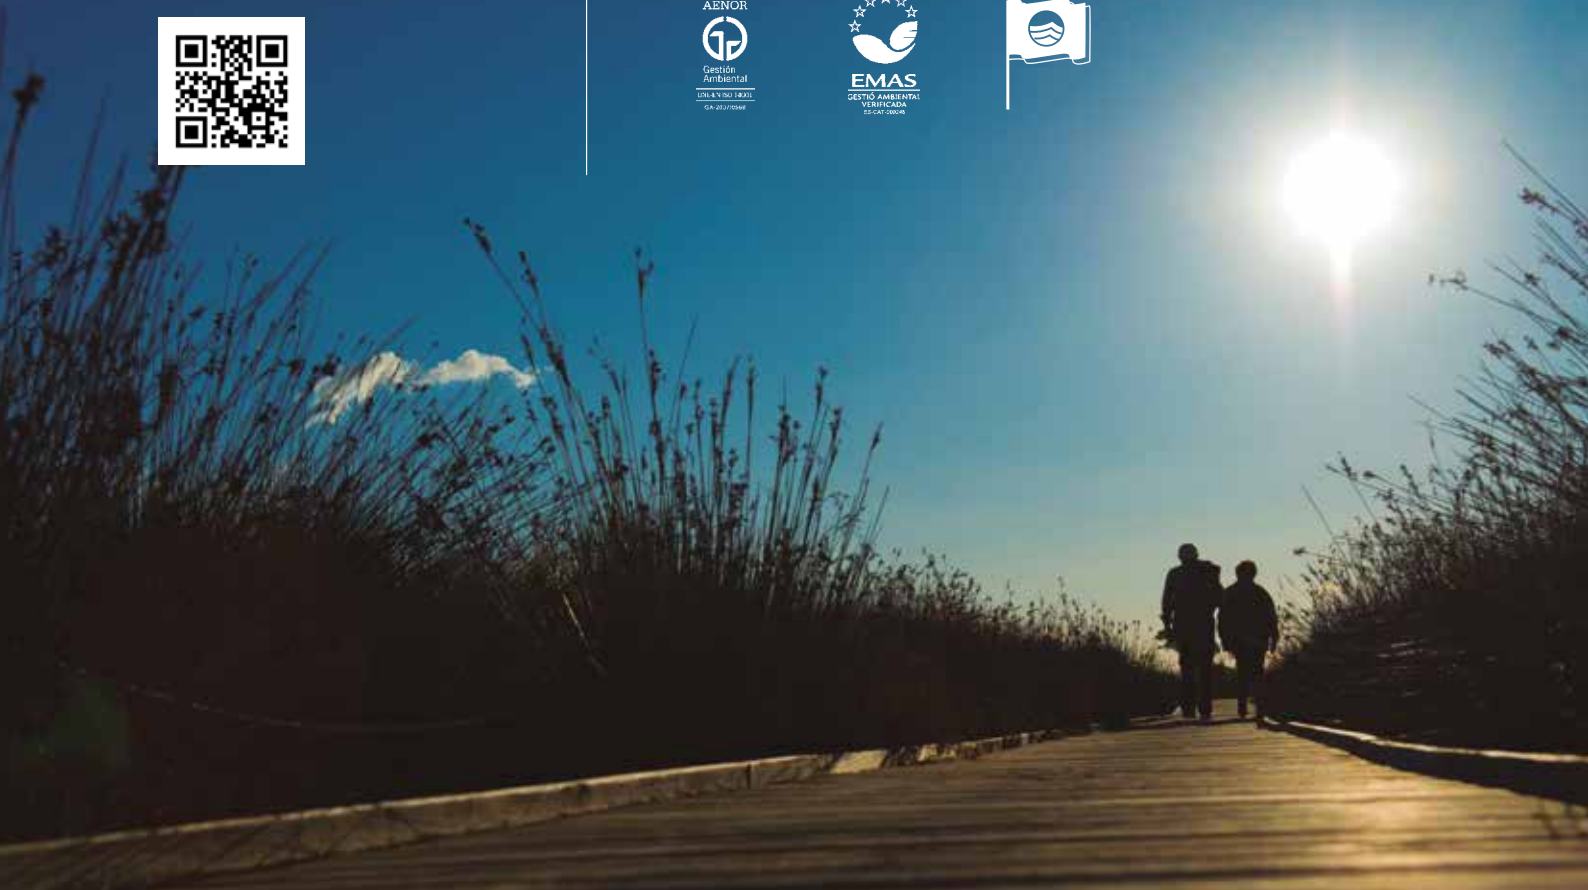 AENOR
Gestión
Ambiental
EMAS
GESTIÓ AMBIENTAL
VERIFICADA